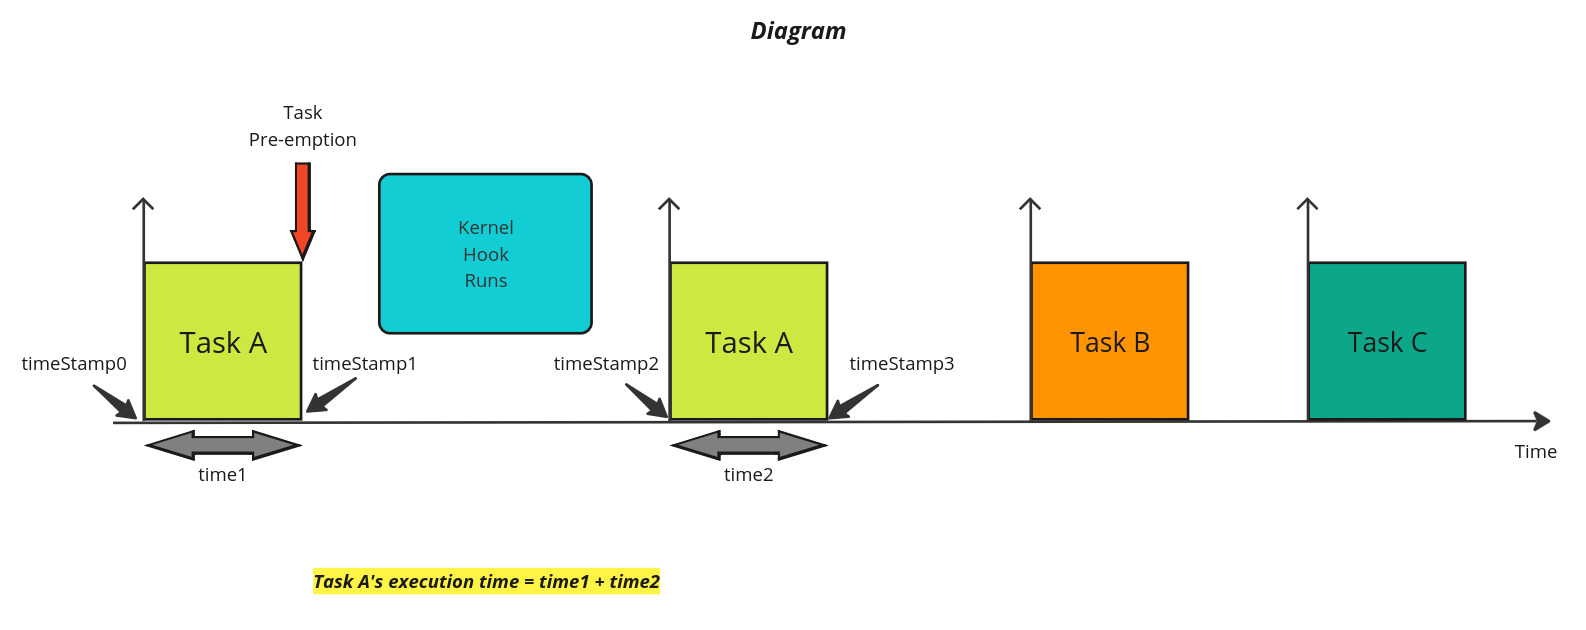 Diagram
Task
Pre-emption
Kernel
Hook
Runs
Task A
Task A
Task B
Task C
timeStamp0
timeStamp1
timeStamp2
timeStamp3
Time
time1
time2
Task A's execution time = time1 + time2